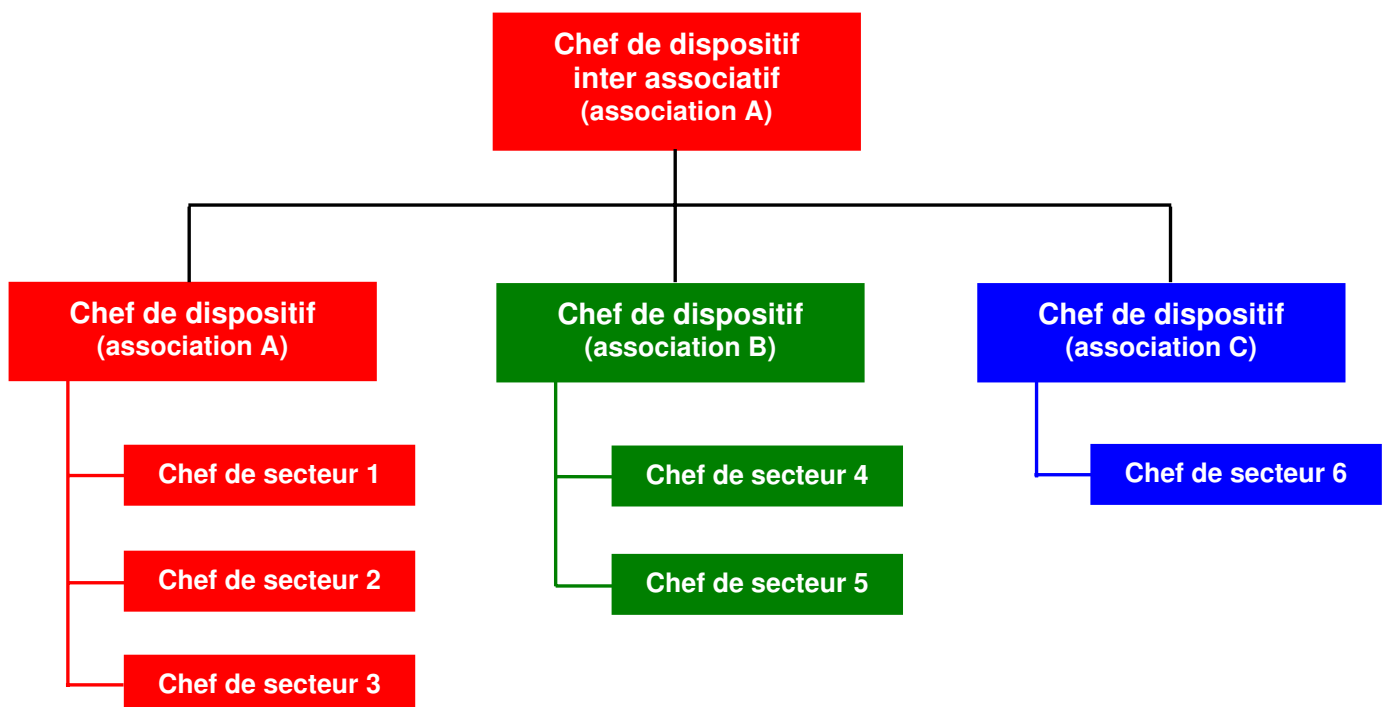 Chef de dispositif
inter associatif
(association A)
Chef de dispositif
(association A)
Chef de secteur 1
Chef de secteur 2
Chef de secteur 3
Chef de dispositif
(association B)
Chef de secteur 4
Chef de secteur 5
Chef de dispositif
(association C)
Chef de secteur 6